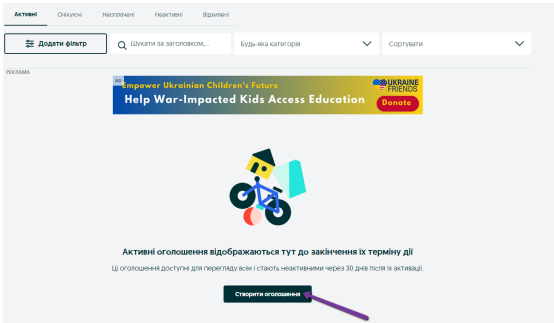 Активні Очікуючі Неоплачені Неактивні Відхилені
Додати фільтр Шукати за заголовком,... Будь-яка категорія Сортувати
РЕКЛАМА
AD
Empower Ukrainian Children's Future
Help War-Impacted Kids Access Education
UKRAINE
FRIENDS
Donate
Активні оголошення відображаються тут до закінчення їх терміну дії
Ці оголошення доступні для перегляду всім і стають неактивними через 30 днів після їх активації.
Створити оголошення